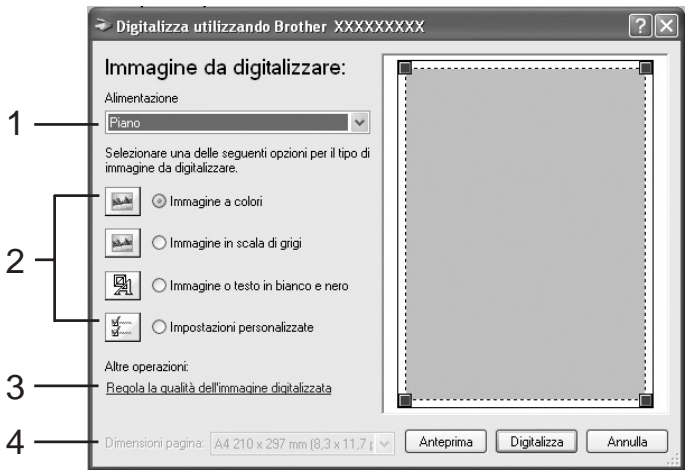 Digitalizza utilizzando Brother XXXXXXXXX
Immagine da digitalizzare:
Alimentazione
1
Piano
Selezionare una delle seguenti opzioni per il tipo di
immagine da digitalizzare.
2
Immagine a colori
Immagine in scala di grigi
Immagine o testo in bianco e nero
Impostazioni personalizzate
Altre operazioni:
3
Regola la qualità dell'immagine digitalizzata
4
Dimensioni pagina: A4 210 x 297 mm (8,3 x 11,7
Anteprima Digitalizza Annulla